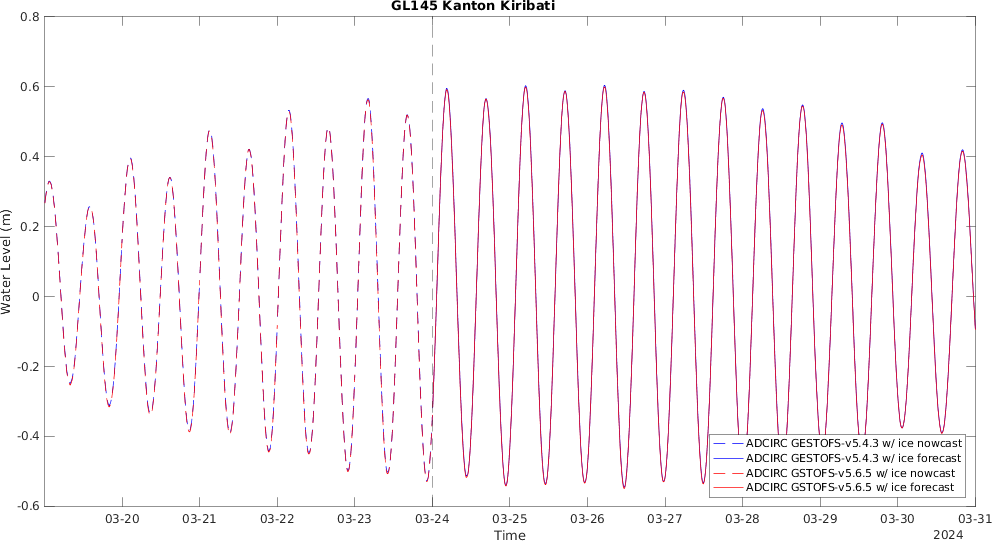 GL145 Kanton Kiribati
0.8
0.6
0.4
0.2
0
-0.2
-0.4
-0.6
Water Level (m)
ADCIRC GESTOFS-v5.4.3 w/ ice nowcast
ADCIRC GESTOFS-v5.4.3 w/ ice forecast
ADCIRC GSTOFS-v5.6.5 w/ ice nowcast
ADCIRC GSTOFS-v5.6.5 w/ ice forecast
03-20 03-21 03-22 03-23 03-24 03-25 03-26 03-27 03-28 03-29 03-30 03-31
Time
2024